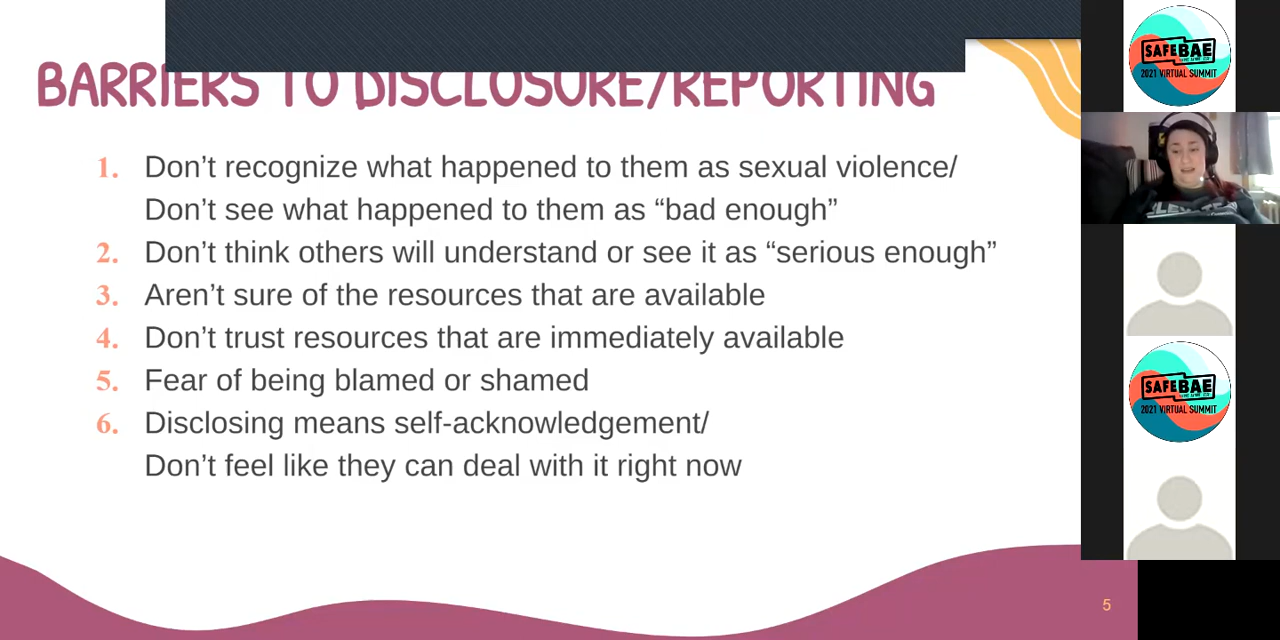 BARRIERS TO DISCLOSURE/REPORTING
1. Don’t recognize what happened to them as sexual violence/
Don’t see what happened to them as “bad enough”
2. Don’t think others will understand or see it as “serious enough”
3. Aren’t sure of the resources that are available
4. Don’t trust resources that are immediately available
5. Fear of being blamed or shamed
6. Disclosing means self-acknowledgement/
Don’t feel like they can deal with it right now
5
SAFEBAE
2021 VIRTUAL SUMMIT
SAFEBAE
2021 VIRTUAL SUMMIT